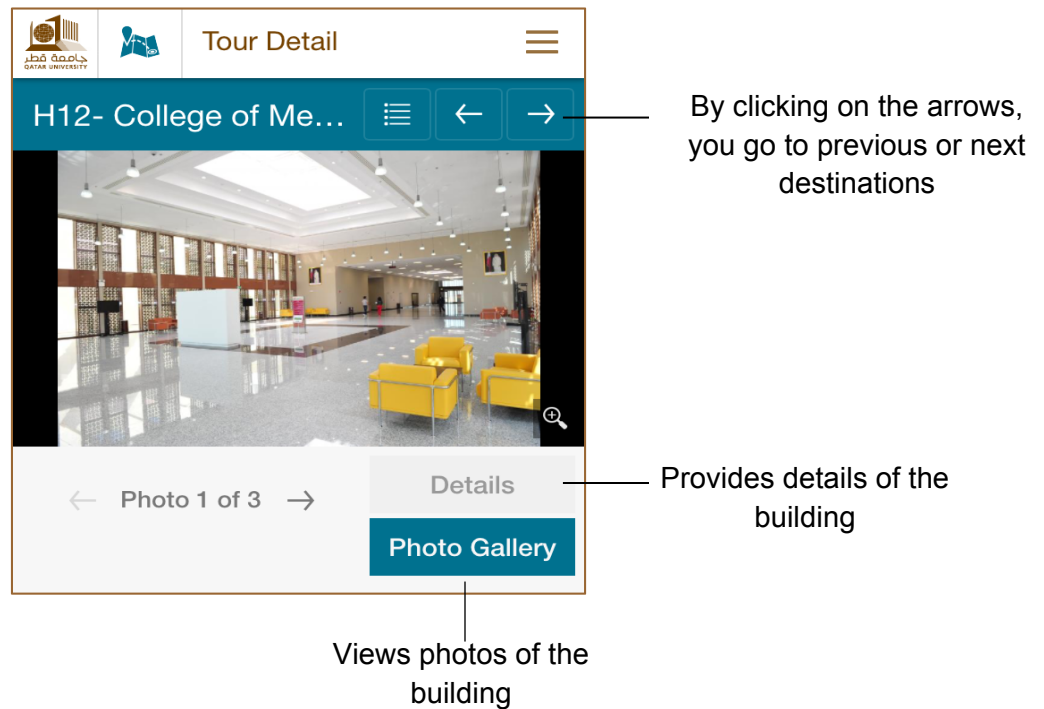 جامعة قطر
QATAR UNIVERSITY
Tour Detail
H12- College of Me...
By clicking on the arrows,
you go to previous or next
destinations
Photo 1 of 3
Details
Photo Gallery
Provides details of the
building
Views photos of the
building